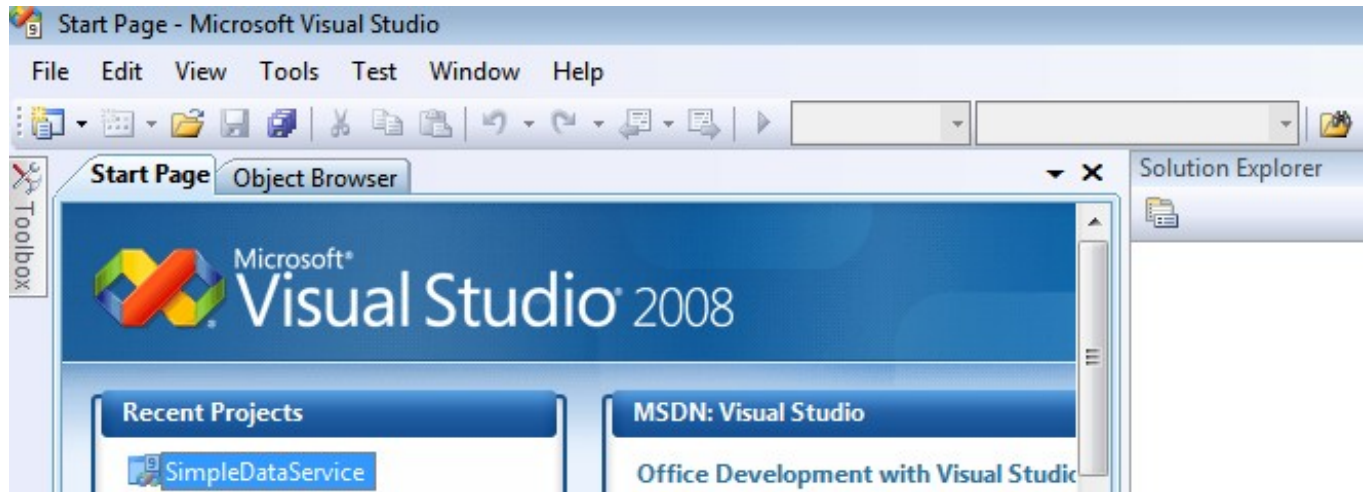 Start Page - Microsoft Visual Studio
File Edit View Tools Test Window Help
Toolbox
Start Page Object Browser
Solution Explorer
Microsoft®
Visual Studio® 2008
Recent Projects
MSDN: Visual Studio
SimpleDataService
Office Development with Visual Studic